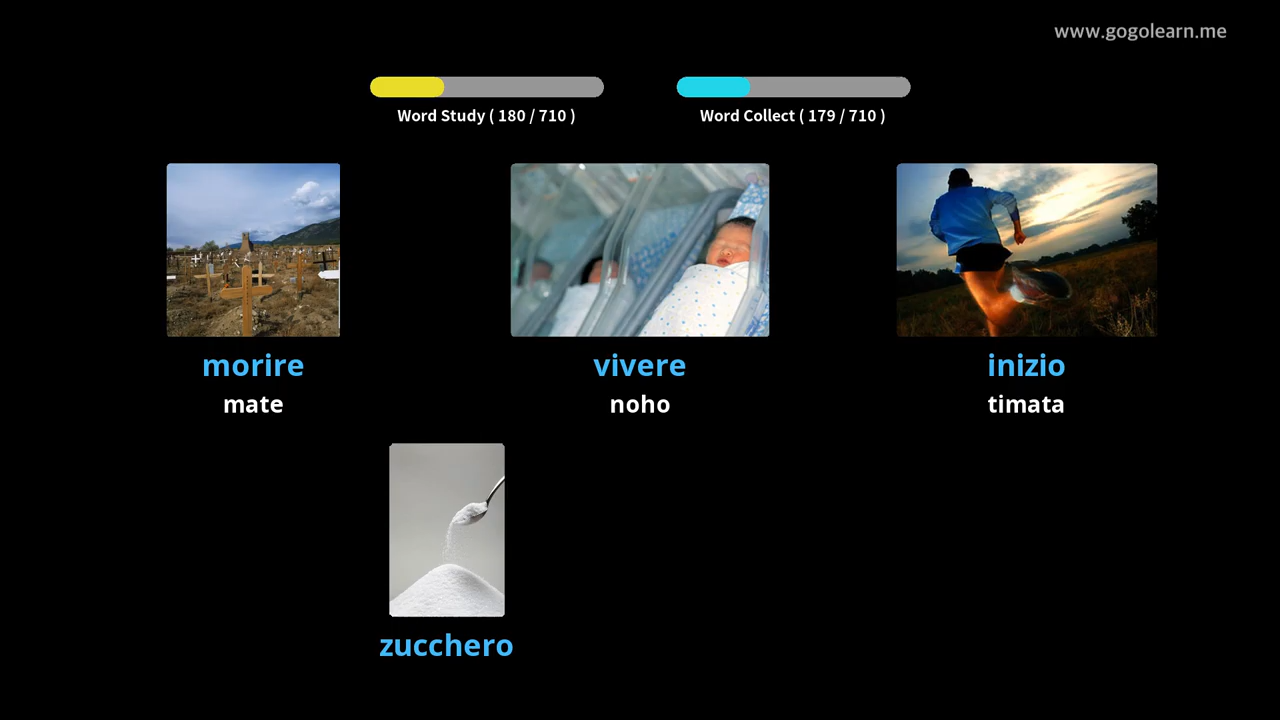 www.gogolearn.me
Word Study ( 180 / 710 )
Word Collect ( 179 / 710 )
morire
mate
vivere
noho
inizio
timata
zucchero